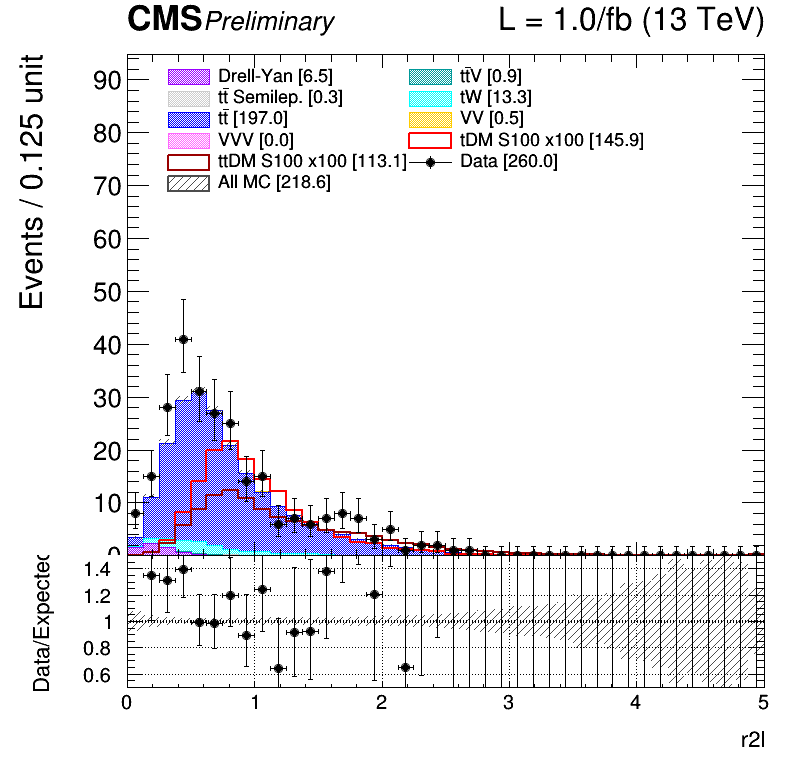 CMS Preliminary L = 1.0/fb (13 TeV)
Events / 0.125 unit
90
80
70
60
50
40
30
20
10
0
Drell-Yan [6.5]
tt̄ Semilep. [0.3]
tt̄ [197.0]
VVV [0.0]
ttDM S100 x100 [113.1]
All MC [218.6]
tt̄V [0.9]
tW [13.3]
VV [0.5]
tDM S100 x100 [145.9]
Data [260.0]
Data/Expected
1.4
1.2
1
0.8
0.6
0 1 2 3 4 5
r2l